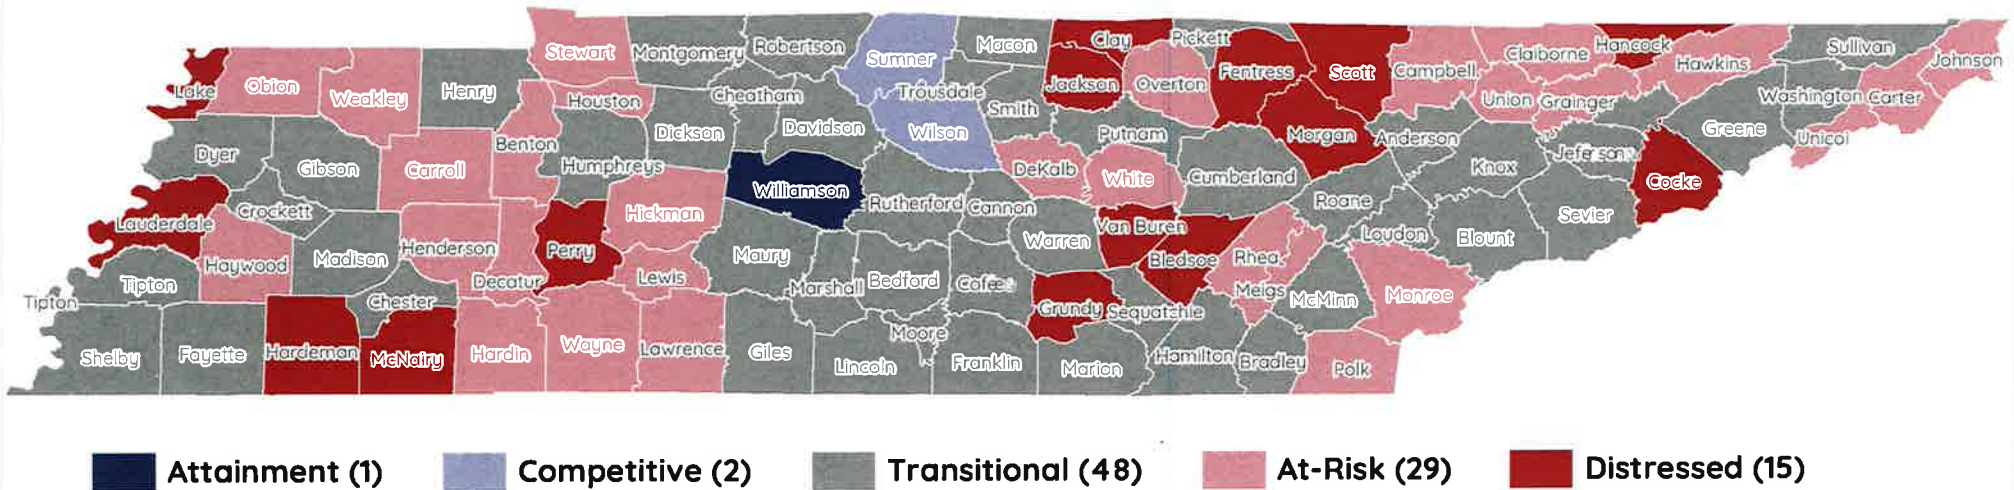 Stewart
Montgomery
Robertson
Sumner
Macon
Clay
Pickett
Claiborne
Hancock
Sullivan
Johnson
Lake
Obion
Weakley
Henry
Houston
Cheatham
Trousdale
Smith
Jackson
Overton
Fentress
Scott
Campbell
Union
Grainger
Hawkins
Washington
Carter
Dyer
Gibson
Carroll
Benton
Humphreys
Dickson
Davidson
Wilson
DeKalb
Putnam
White
Cumberland
Morgan
Anderson
Knox
Jefferson
Greene
Unicoi
Lauderdale
Crockett
Haywood
Madison
Henderson
Decatur
Perry
Hickman
Lewis
Williamson
Maury
Rutherford
Cannon
Warren
Van Buren
Bledsoe
Rhea
Roane
Loudon
Blount
Sevier
Cocke
Tipton
Tipton
Chester
Marshall
Bedford
Coffee
Grundy
Sequatchie
Meigs
McMinn
Monroe
Shelby
Fayette
Hardeman
McNairy
Hardin
Wayne
Lawrence
Giles
Lincoln
Moore
Franklin
Marion
Hamilton
Bradley
Polk
Attainment (1)
Competitive (2)
Transitional (48)
At-Risk (29)
Distressed (15)